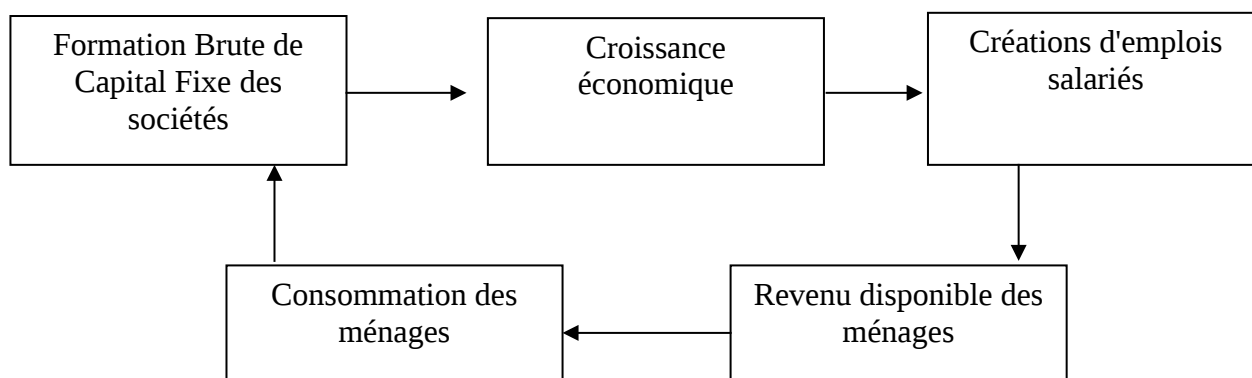 Formation Brute de
Capital Fixe des
sociétés
Croissance
économique
Créations d'emplois
salariés
Consommation des
ménages
Revenu disponible des
ménages